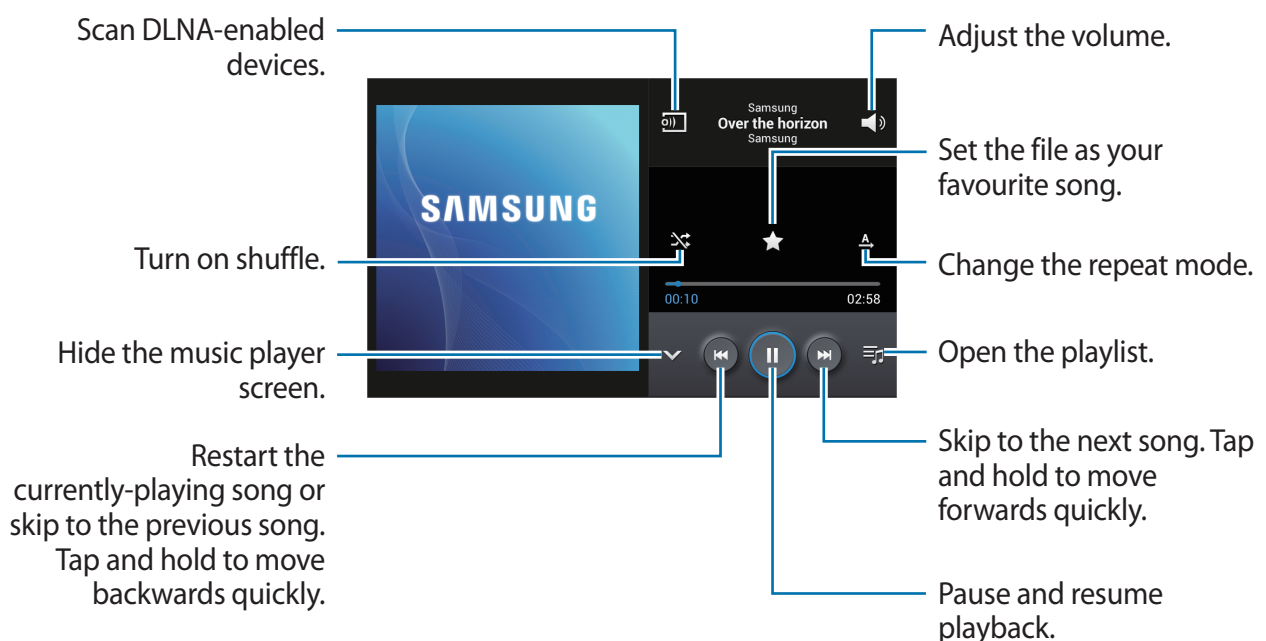 Scan DLNA-enabled
devices.
Adjust the volume.
Samsung
Over the horizon
Samsung
Set the file as your
favourite song.
SAMSUNG
Turn on shuffle.
A
Change the repeat mode.
00:10
02:58
Hide the music player
screen.
Open the playlist.
Restart the
currently-playing song or
skip to the previous song.
Tap and hold to move
backwards quickly.
Skip to the next song. Tap
and hold to move
forwards quickly.
Pause and resume
playback.